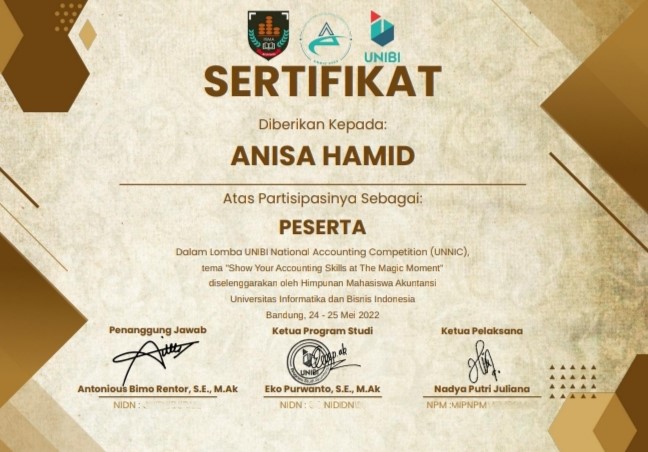 UNIBI
SERTIFIKAT
Diberikan Kepada:
ANISA HAMID
Atas Partisipasinya Sebagai:
PESERTA
Dalam Lomba UNIBI National Accounting Competition (UNNIC),
tema "Show Your Accounting Skills at The Magic Moment"
diselenggarakan oleh Himpunan Mahasiswa Akuntansi
Universitas Informatika dan Bisnis Indonesia
Bandung, 24 - 25 Mei 2022
Penanggung Jawab Ketua Program Studi Ketua Pelaksana
UNIBI
Antonious Bimo Rentor, S.E., M.Ak Eko Purwanto, S.E., M.Ak Nadya Putri Juliana
NIDN : NIDN : NIDIDNI NPM :MIPNPM